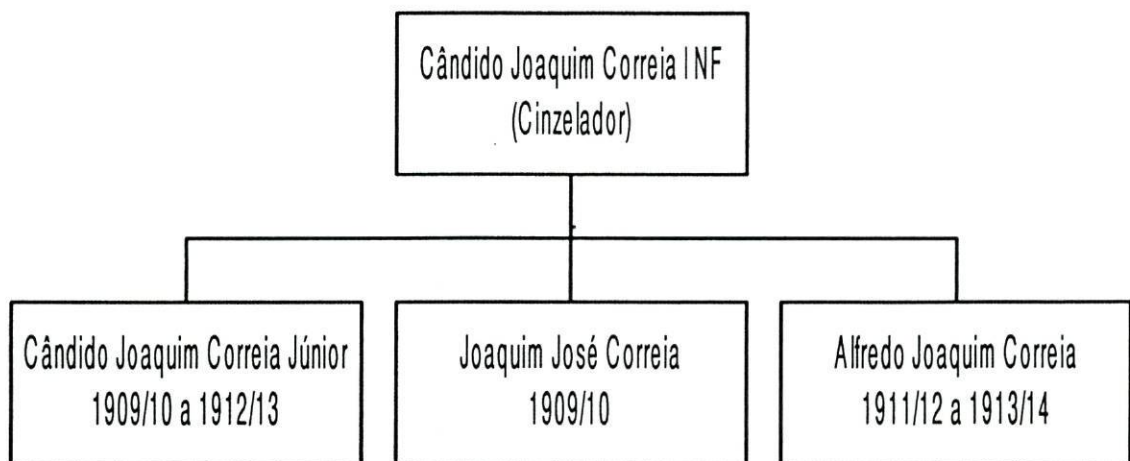 Cândido Joaquim Correia INF
(Cinzelador)
Cândido Joaquim Correia Júnior
1909/10 a 1912/13
Joaquim José Correia
1909/10
Alfredo Joaquim Correia
1911/12 a 1913/14